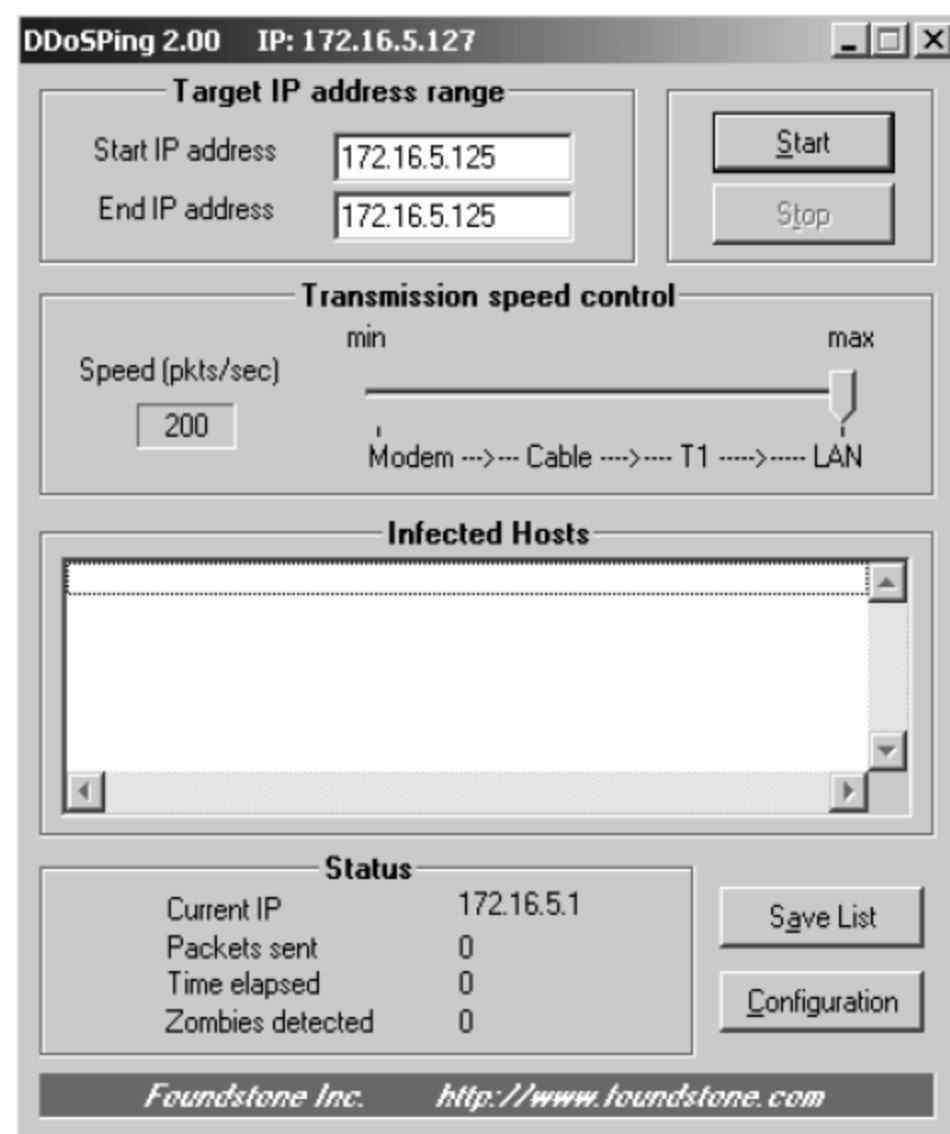 DDoSPing 2.00 IP: 172.16.5.127
Target IP address range
Start IP address 172.16.5.125
End IP address 172.16.5.125
Start
Stop
Transmission speed control
min max
Speed (pkts/sec)
200
Modem --->--- Cable ---->---- T1 ----->----- LAN
Infected Hosts
Status
Current IP 172.16.5.1
Packets sent 0
Time elapsed 0
Zombies detected 0
Save List
Configuration
Foundstone Inc. http://www.foundstone.com